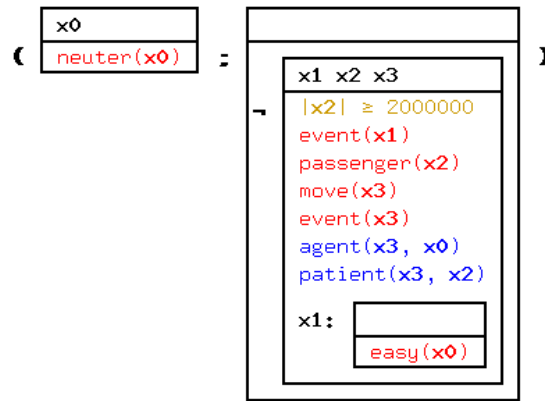 x0
neuter(x0)
( ; )
x1 x2 x3
¬ |x2| ≥ 2000000
event(x1)
passenger(x2)
move(x3)
event(x3)
agent(x3, x0)
patient(x3, x2)
x1:
easy(x0)